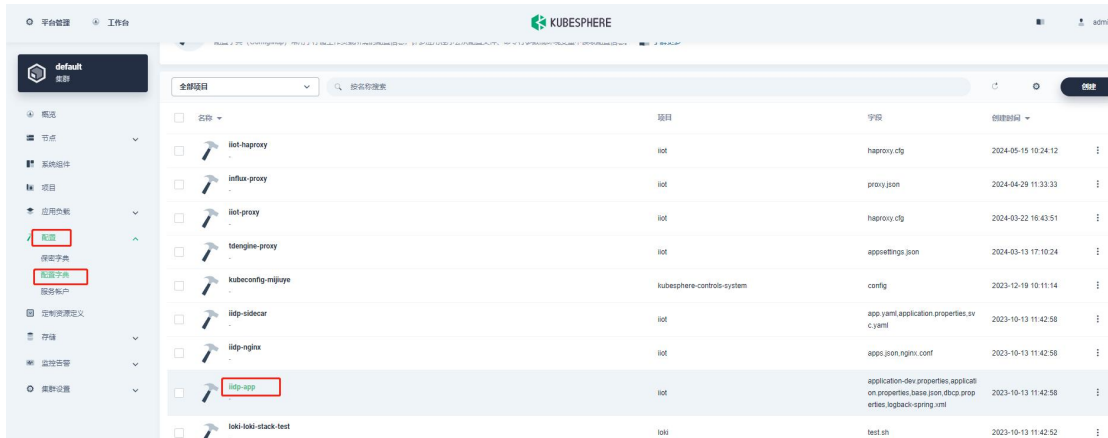 平台管理 工作台 KUBESPHERE admi
了解更多
default
集群
全部项目 按名称搜索 创建
概览
节点
系统组件
项目
应用负载
配置
保密字典
配置字典
服务帐户
定制资源定义
存储
监控告警
集群设置
名称 项目 字段 创建时间
iiot-haproxy
- iiot haproxy.cfg 2024-05-15 10:24:12
influx-proxy
- iiot proxy.json 2024-04-29 11:33:33
iiot-proxy
- iiot haproxy.cfg 2024-03-22 16:43:51
tdengine-proxy
- iiot appsettings.json 2024-03-13 17:10:24
kubeconfig-mijiuye
- kubesphere-controls-system config 2023-12-19 10:11:14
iidp-sidecar
- iiot app.yaml,application.properties,sv
c.yaml 2023-10-13 11:42:58
iidp-nginx
- iiot apps.json,nginx.conf 2023-10-13 11:42:58
iidp-app
- iiot application-dev.properties,applicati
on.properties,base.json,dbcp.prop
erties,logback-spring.xml 2023-10-13 11:42:58
loki-loki-stack-test
loki test.sh 2023-10-13 11:42:52